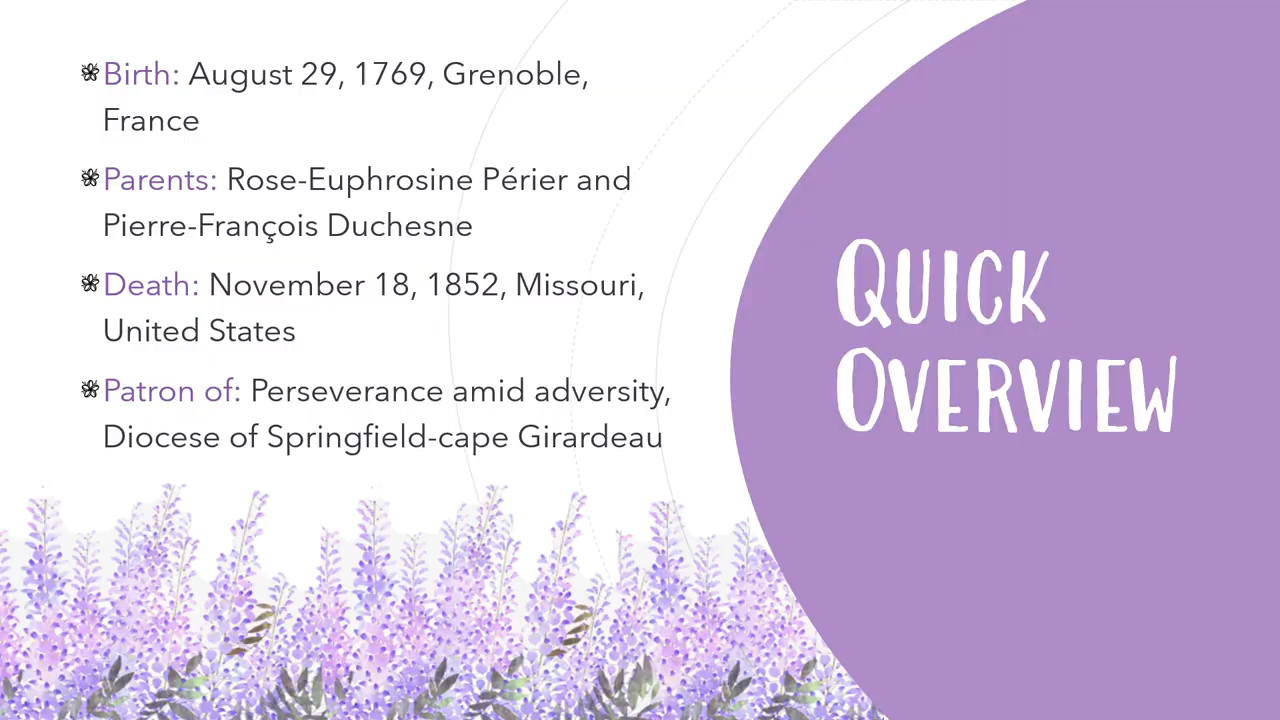 Birth: August 29, 1769, Grenoble,
France
Parents: Rose-Euphrosine Périer and
Pierre-François Duchesne
Death: November 18, 1852, Missouri,
United States
Patron of: Perseverance amid adversity,
Diocese of Springfield-cape Girardeau
QUICK
OVERVIEW